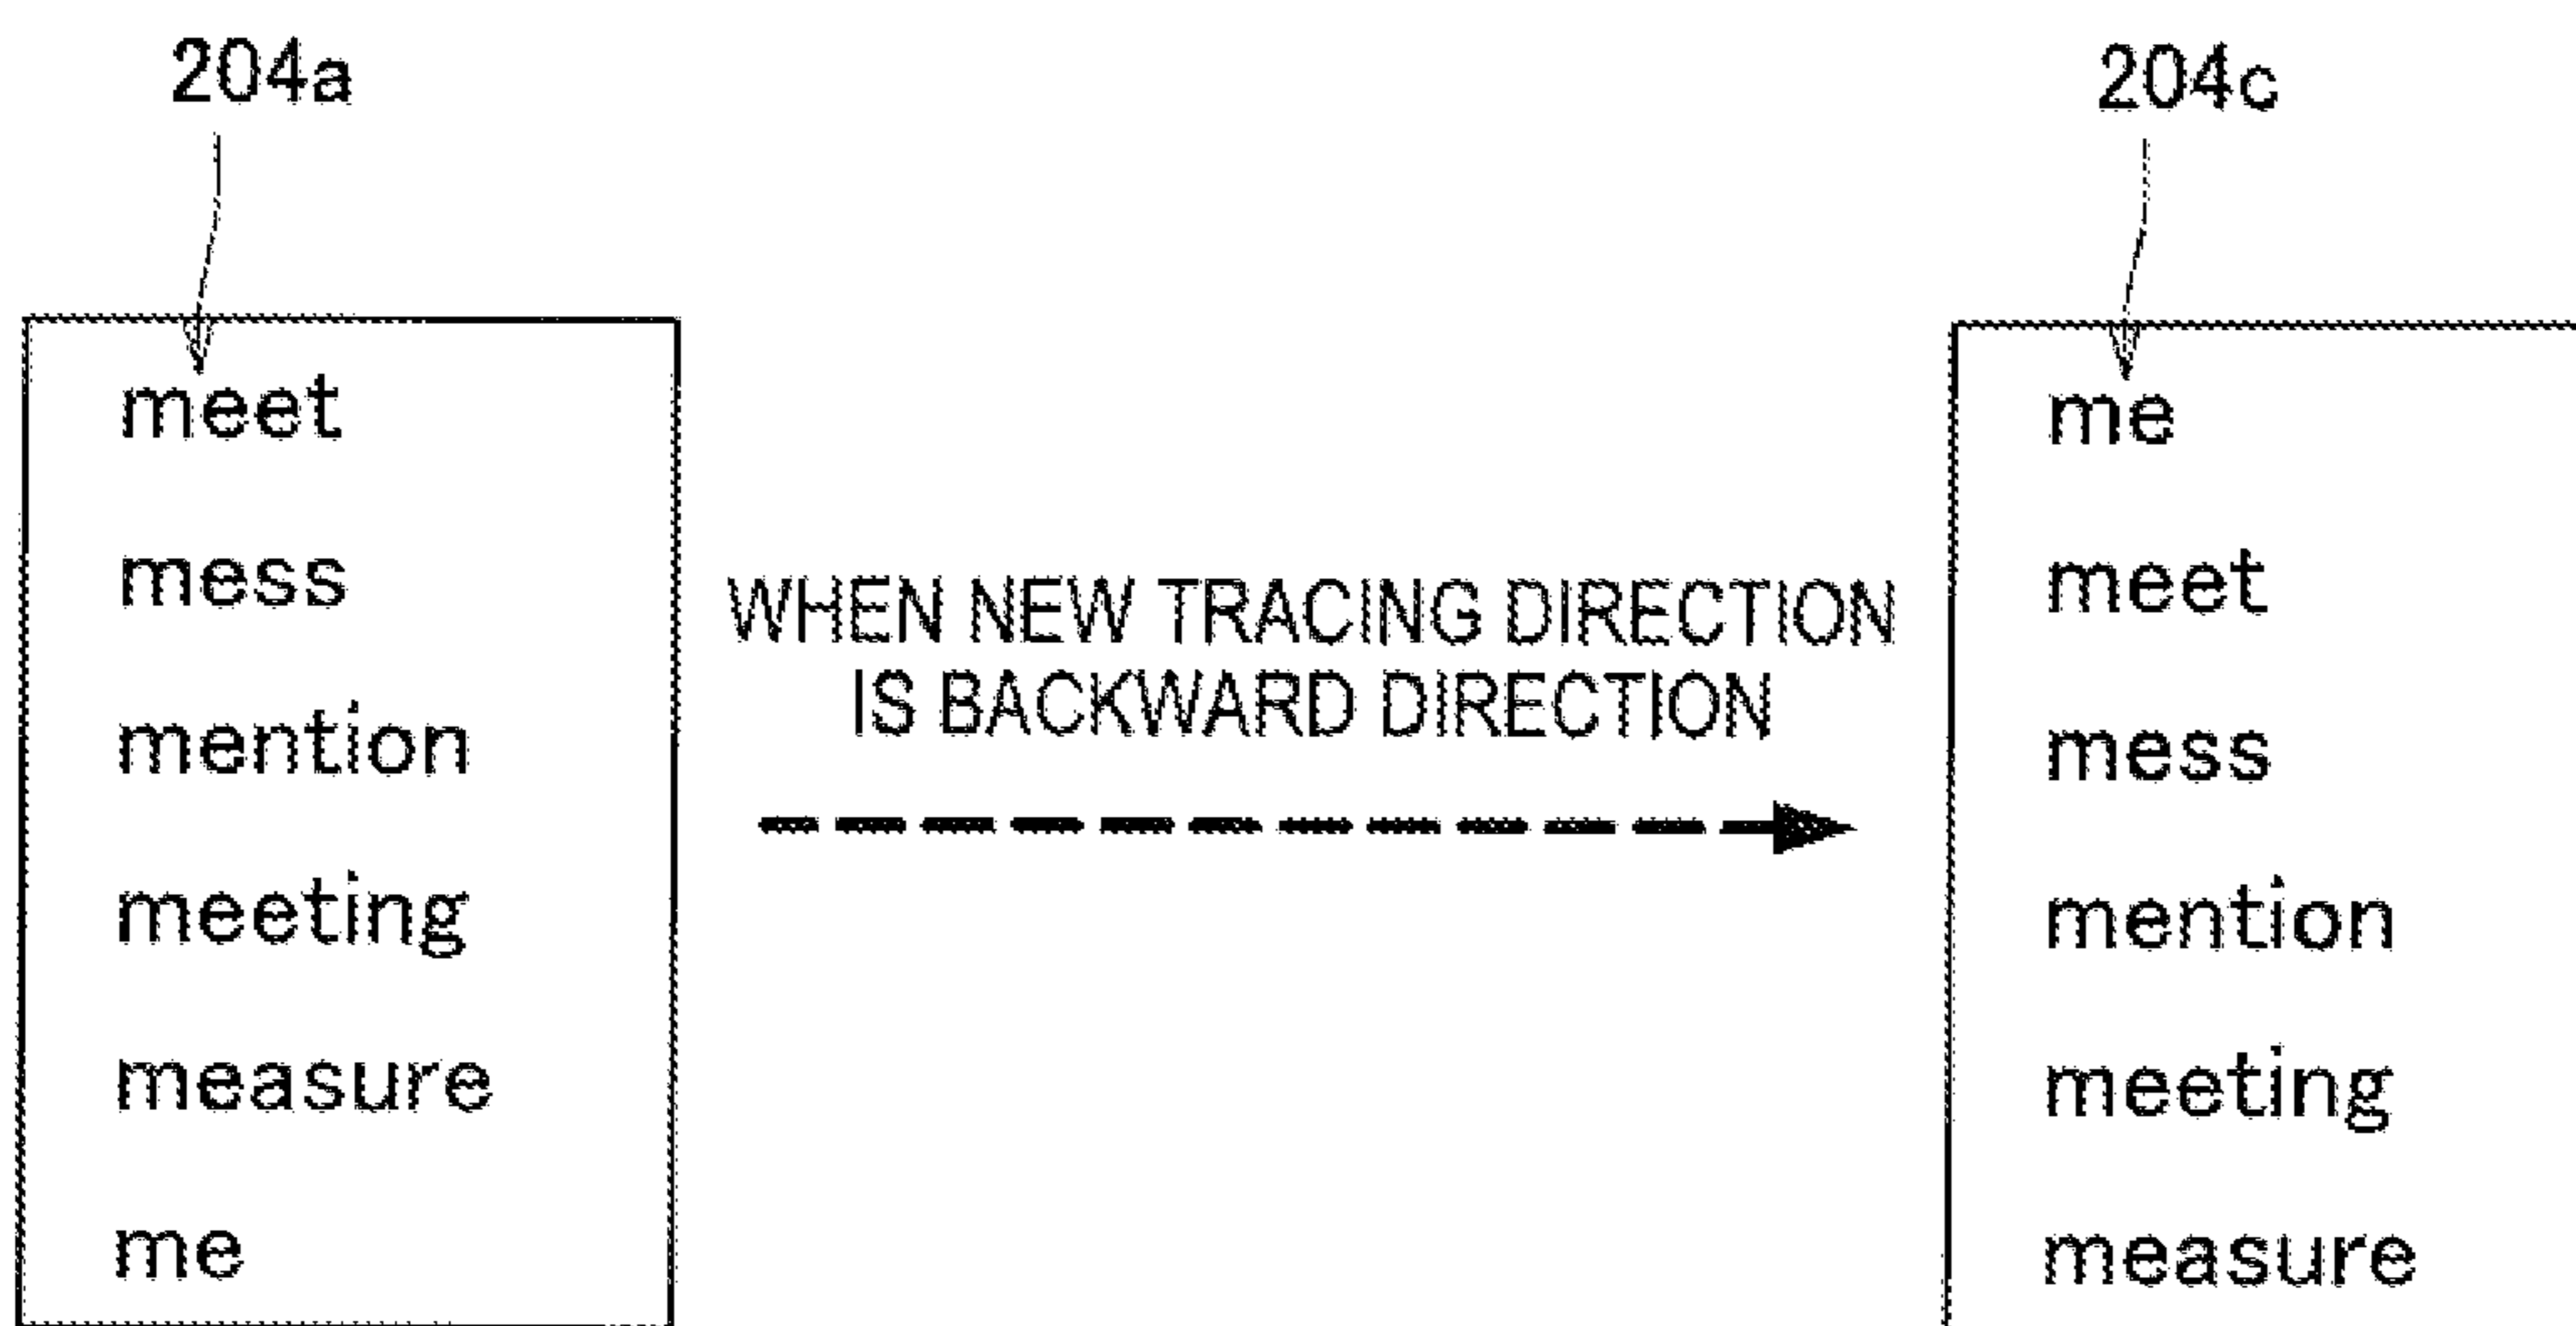 204a
204c
meet
mess
mention
meeting
measure
me
WHEN NEW TRACING DIRECTION
IS BACKWARD DIRECTION
me
meet
mess
mention
meeting
measure